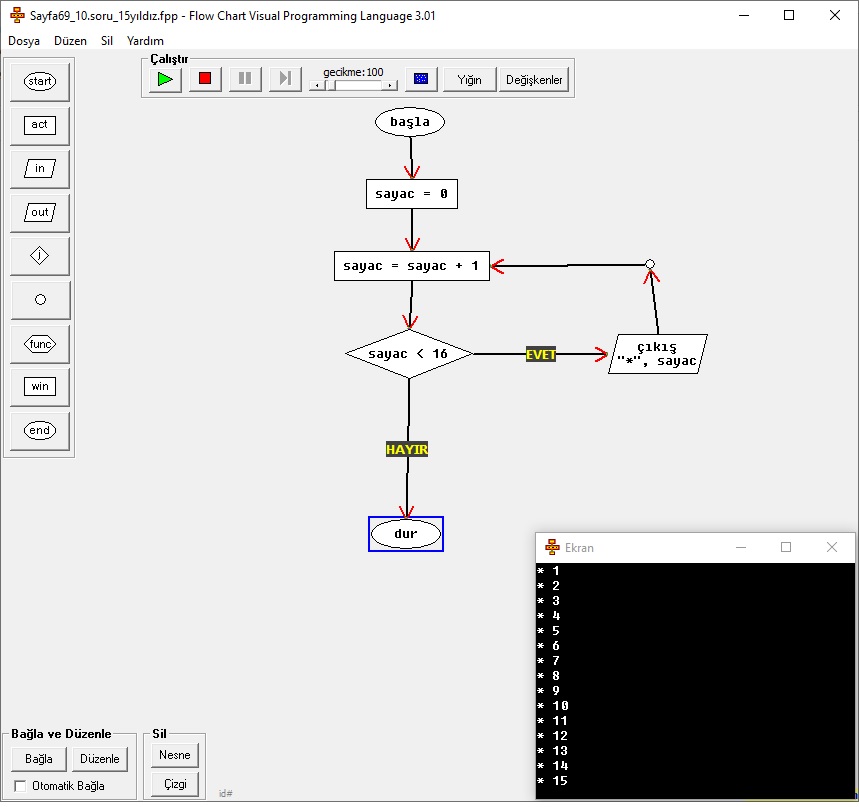 Sayfa69_10.soru_15yıldız.fpp - Flow Chart Visual Programming Language 3.01
Dosya Düzen Sil Yardım
Çalıştır
gecikme:100
Yığın
Değişkenler
start
act
in
out
i
func
win
end
başla
sayac = 0
sayac = sayac + 1
sayac < 16
EVET
çıkış
"*", sayac
HAYIR
dur
Ekran
* 1
* 2
* 3
* 4
* 5
* 6
* 7
* 8
* 9
* 10
* 11
* 12
* 13
* 14
* 15
Bağla ve Düzenle
Bağla
Düzenle
Otomatik Bağla
Sil
Nesne
Çizgi
id#